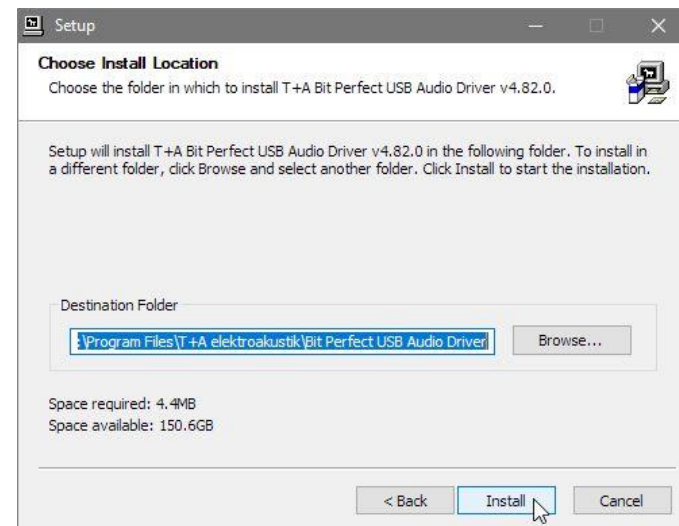 Setup
Choose Install Location
Choose the folder in which to install T+A Bit Perfect USB Audio Driver v4.82.0.
Setup will install T+A Bit Perfect USB Audio Driver v4.82.0 in the following folder. To install in
a different folder, click Browse and select another folder. Click Install to start the installation.
Destination Folder
:\Program Files\T+A elektroakustik\Bit Perfect USB Audio Driver
Browse...
Space required: 4.4MB
Space available: 150.6GB
< Back
Install
Cancel